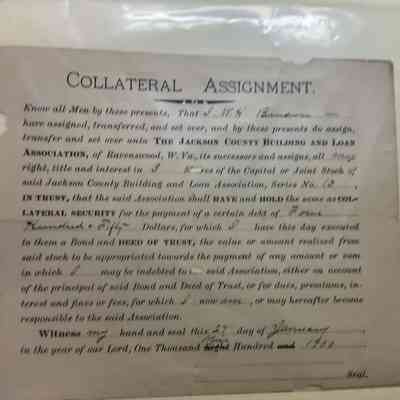 COLLATERAL ASSIGNMENT.
Know all Men by these presents, That I W.
have assigned, transferred, and set over, and by these presents do assign,
transfer and set over unto THE JACKSON COUNTY BUILDING AND LOAN
ASSOCIATION, of Ravenswood, W. Va., its successors and assigns, all my
right, title and interest in of the Capital or Joint Stock of
said Jackson County Building and Loan Association, Series No.
IN TRUST, that the said Association shall HAVE and HOLD the same as COL-
LATERAL SECURITY for the payment of a certain debt of Four
Hundred & Fifty Dollars, for which I have this day executed
to them a Bond and DEED OF TRUST, the value or amount realized from
said stock to be appropriated towards the payment of any amount or sum
in which I may be indebted to said Association, either on account
of the principal of said Bond and Deed of Trust, or for dues, premiums, in-
terest and fines or fees, for which I now owe, or may hereafter become
responsible to the said Association.
Witness my hand and seal this 27 day of January
in the year of our Lord, One Thousand Nine Hundred and 1900
Seal.